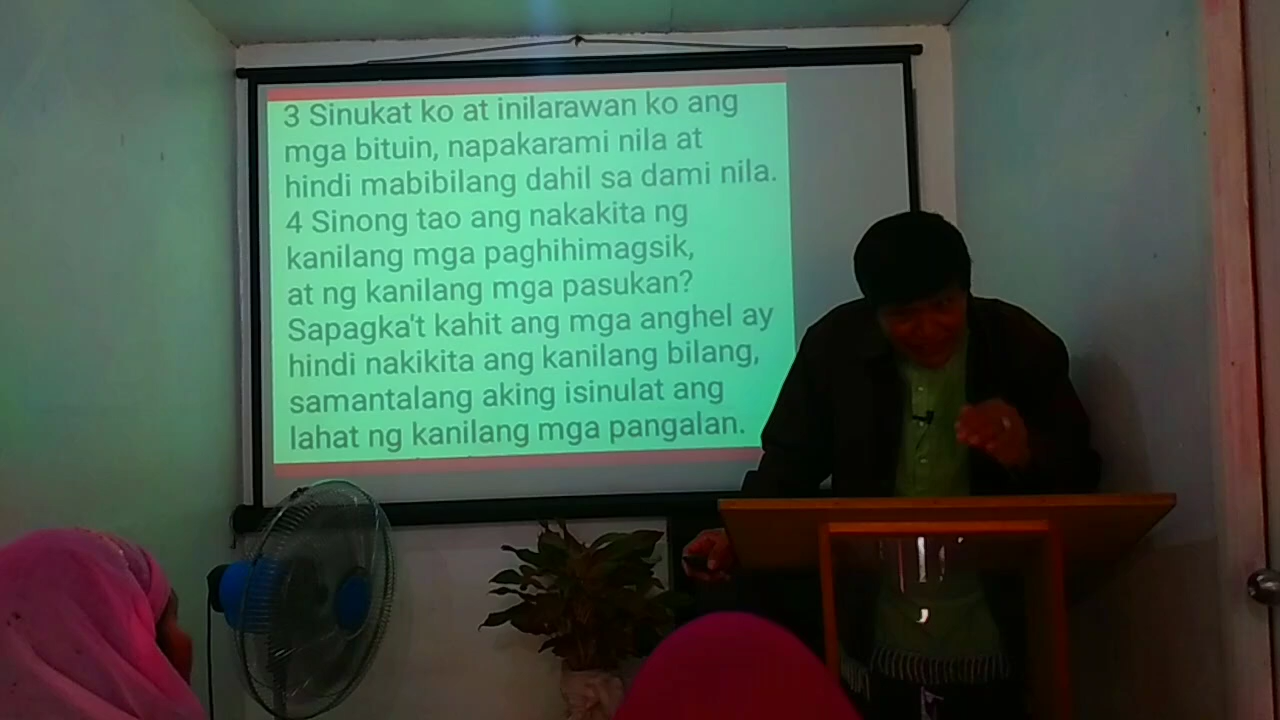 3 Sinukat ko at inilarawan ko ang
mga bituin, napakarami nila at
hindi mabibilang dahil sa dami nila.
4 Sinong tao ang nakakita ng
kanilang mga paghihimagsik,
at ng kanilang mga pasukan?
Sapagka't kahit ang mga anghel ay
hindi nakikita ang kanilang bilang,
samantalang aking isinulat ang
lahat ng kanilang mga pangalan.